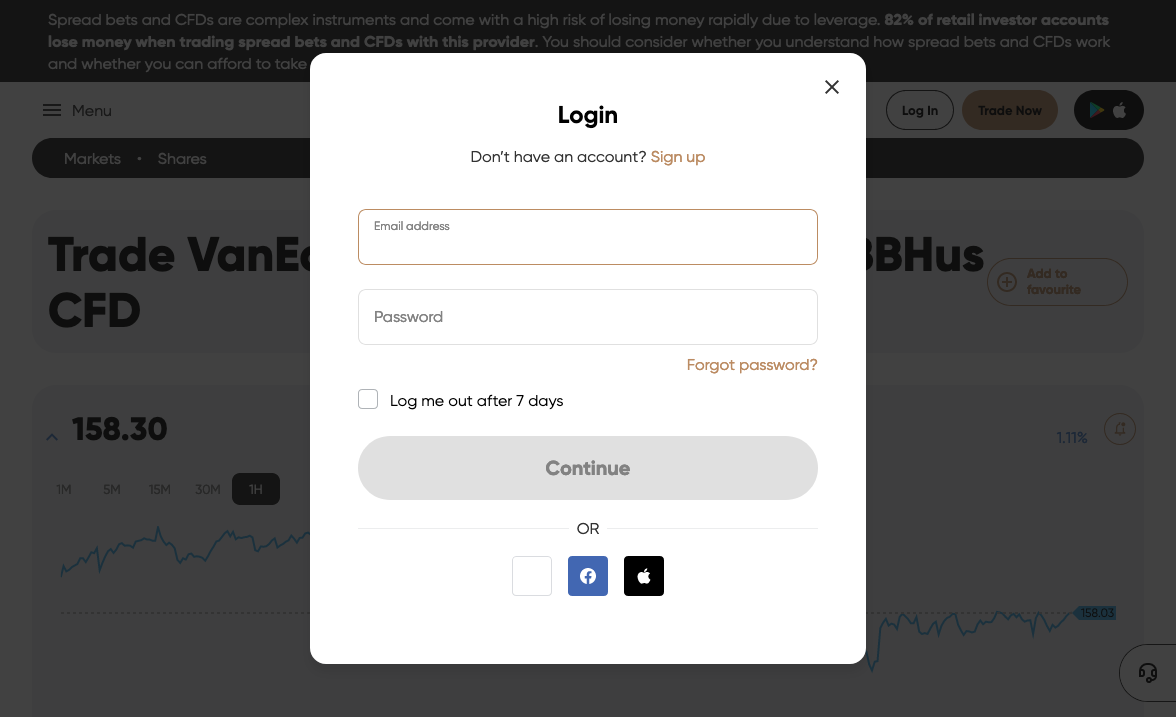 Spread bets and CFDs are complex instruments and come with a high risk of losing money rapidly due to leverage. 82% of retail investor accounts
lose money when trading spread bets and CFDs with this provider. You should consider whether you understand how spread bets and CFDs work
and whether you can afford to take
Menu
Log In
Trade Now
Markets • Shares
Login
Don't have an account? Sign up
Email address
Password
Forgot password?
Log me out after 7 days
Continue
OR
Trade
BBHus
CFD
Add to
favourite
158.30
1.11%
1M 5M 15M 30M 1H
158.03